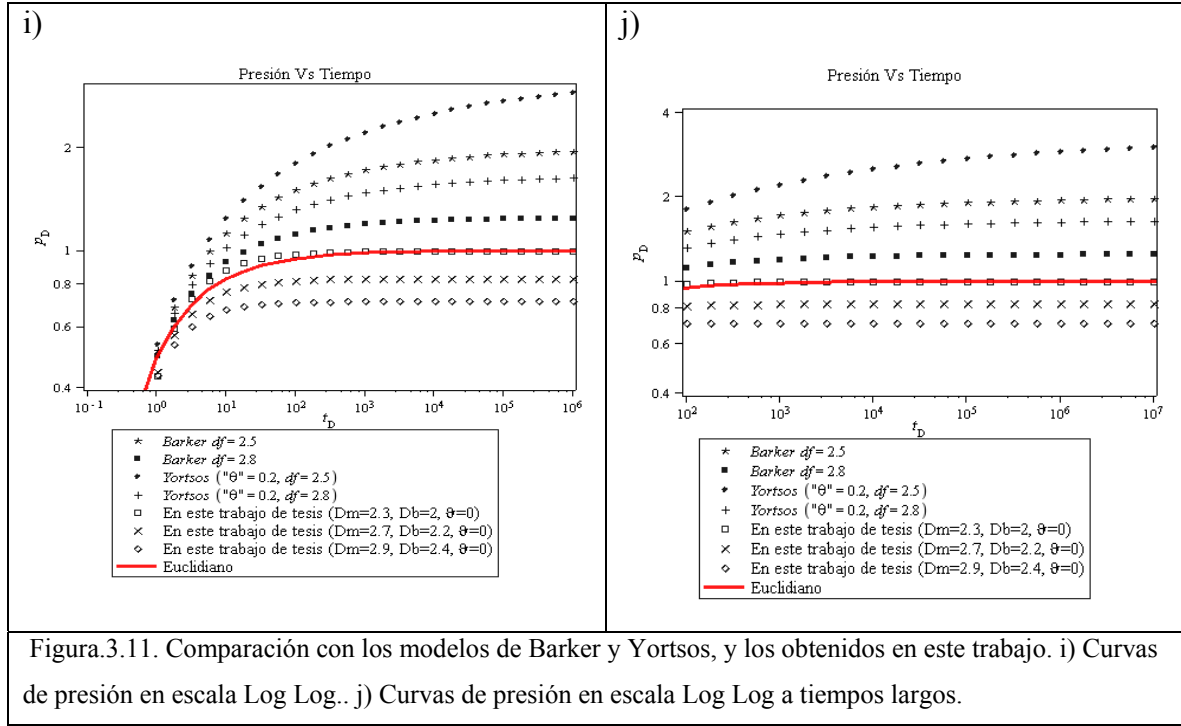 i)
Presión Vs Tiempo
2
1
0.8
0.6
0.4
p_D
10^-1 10^0 10^1 10^2 10^3 10^4 10^5 10^6
t_D
Barker df = 2.5
Barker df = 2.8
Yortsos ("θ" = 0.2, df = 2.5)
Yortsos ("θ" = 0.2, df = 2.8)
En este trabajo de tesis (Dm=2.3, Db=2, ϑ=0)
En este trabajo de tesis (Dm=2.7, Db=2.2, ϑ=0)
En este trabajo de tesis (Dm=2.9, Db=2.4, ϑ=0)
Euclidiano
j)
Presión Vs Tiempo
4
2
1
0.8
0.6
0.4
p_D
10^2 10^3 10^4 10^5 10^6 10^7
t_D
Barker df = 2.5
Barker df = 2.8
Yortsos ("θ" = 0.2, df = 2.5)
Yortsos ("θ" = 0.2, df = 2.8)
En este trabajo de tesis (Dm=2.3, Db=2, ϑ=0)
En este trabajo de tesis (Dm=2.7, Db=2.2, ϑ=0)
En este trabajo de tesis (Dm=2.9, Db=2.4, ϑ=0)
Euclidiano
Figura.3.11. Comparación con los modelos de Barker y Yortsos, y los obtenidos en este trabajo. i) Curvas
de presión en escala Log Log.. j) Curvas de presión en escala Log Log a tiempos largos.